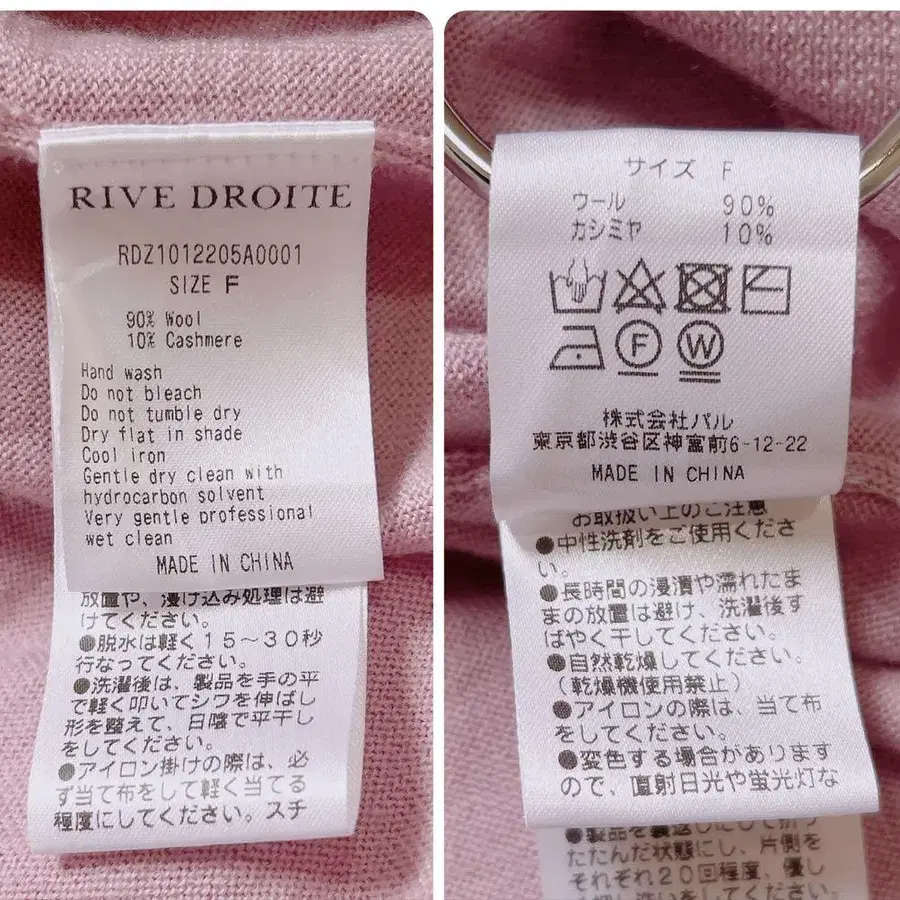 RIVE DROITE
RDZ1012205A0001
SIZE F
90% Wool
10% Cashmere
Hand wash
Do not bleach
Do not tumble dry
Dry flat in shade
Cool iron
Gentle dry clean with
hydrocarbon solvent
Very gentle professional
wet clean
MADE IN CHINA
放置や、浸け込み処理は避
けてください。
●脱水は軽く15～30秒
行なってください。
●洗濯後は、製品を手の平
で軽く叩いてシワを伸ばし
形を整えて、日陰で平干し
をしてください。
●アイロン掛けの際は、必
ず当て布をして軽く当てる
程度にしてください。スチ
サイズ F
ウール 90%
カシミヤ 10%
F
W
株式会社パル
東京都渋谷区神宮前6-12-22
MADE IN CHINA
お取扱い上のご注意
●中性洗剤をご使用くださ
い。
●長時間の浸漬や濡れたま
まの放置は避け、洗濯後す
ばやく干してください。
●自然乾燥してください。
（乾燥機使用禁止）
●アイロンの際は、当て布
をしてください。
●変色する場合があります
ので、直射日光や蛍光灯な
●製品を裏返しにして折り
たたんだ状態にし、片側を
それぞれ20回程度、優し